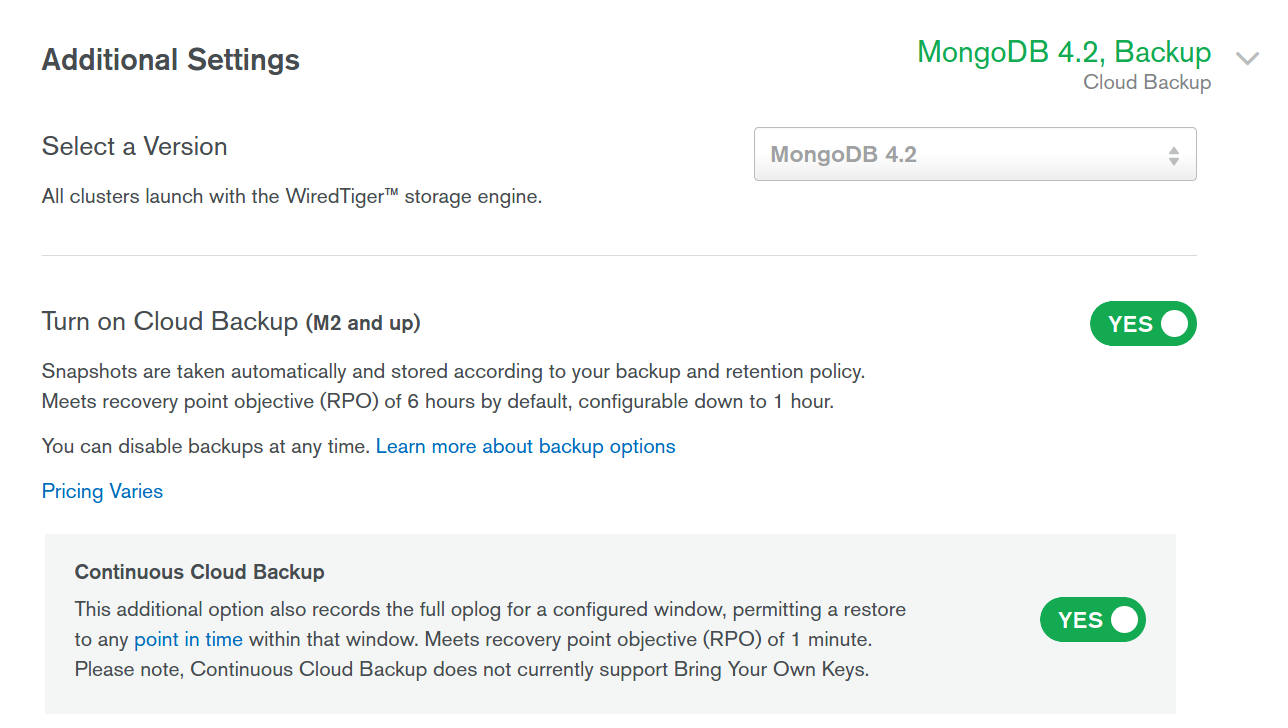 Additional Settings
MongoDB 4.2, Backup
Cloud Backup
Select a Version
MongoDB 4.2
All clusters launch with the WiredTiger™ storage engine.
Turn on Cloud Backup (M2 and up)
YES
Snapshots are taken automatically and stored according to your backup and retention policy.
Meets recovery point objective (RPO) of 6 hours by default, configurable down to 1 hour.
You can disable backups at any time. Learn more about backup options
Pricing Varies
Continuous Cloud Backup
This additional option also records the full oplog for a configured window, permitting a restore
to any point in time within that window. Meets recovery point objective (RPO) of 1 minute.
Please note, Continuous Cloud Backup does not currently support Bring Your Own Keys.
YES